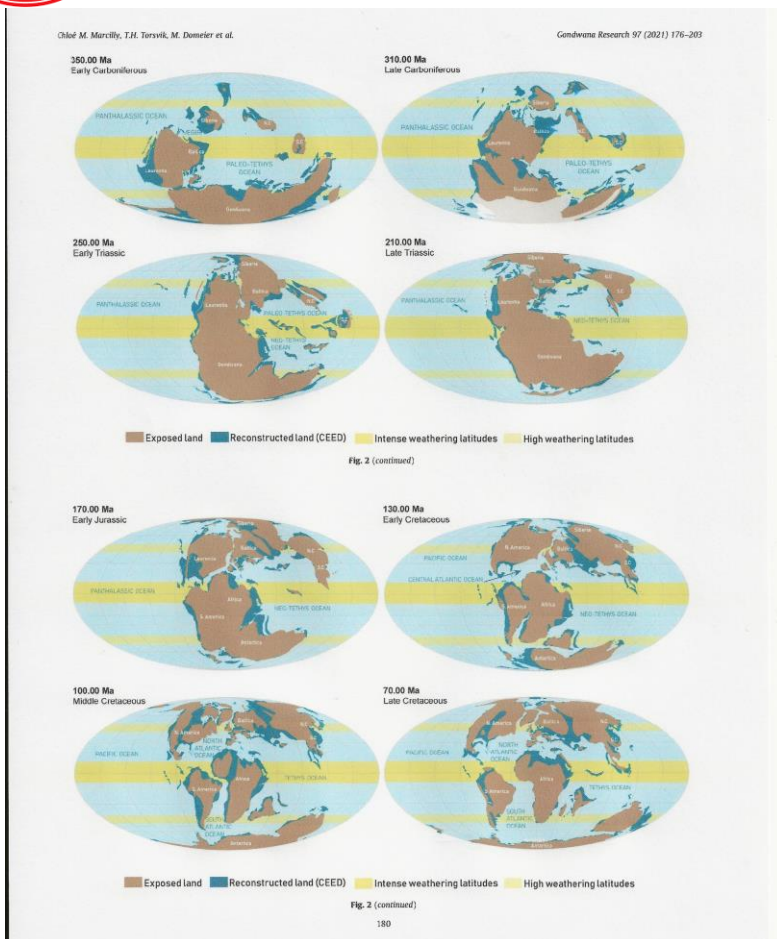 Chloé M. Marcilly, T.H. Torsvik, M. Domeier et al.
Gondwana Research 97 (2021) 176–203
350.00 Ma
Early Carboniferous
PANTHALASSIC OCEAN
Siberia
Baltica
Laurentia
PALEO-TETHYS
OCEAN
Gondwana
310.00 Ma
Late Carboniferous
PANTHALASSIC OCEAN
Siberia
Baltica
Laurentia
PALEO-TETHYS
OCEAN
Gondwana
250.00 Ma
Early Triassic
PANTHALASSIC OCEAN
Siberia
Laurentia
Baltica
N.C
PALEO-TETHYS OCEAN
NEO-TETHYS
OCEAN
Gondwana
210.00 Ma
Late Triassic
PANTHALASSIC OCEAN
Siberia
Baltica
N.C
S.C
Laurentia
NEO-TETHYS OCEAN
Gondwana
Exposed land
Reconstructed land (CEED)
Intense weathering latitudes
High weathering latitudes
Fig. 2 (continued)
170.00 Ma
Early Jurassic
Siberia
Laurentia
Baltica
N.C
S.C
PANTHALASSIC OCEAN
Africa
NEO-TETHYS OCEAN
S.America
Antarctica
130.00 Ma
Early Cretaceous
Siberia
N.America
Baltica
N.C
S.C
PACIFIC OCEAN
CENTRAL ATLANTIC OCEAN
S.America
Africa
NEO-TETHYS OCEAN
Antarctica
100.00 Ma
Middle Cretaceous
N.America
Baltica
N.C
NORTH
ATLANTIC
OCEAN
PACIFIC OCEAN
Africa
TETHYS OCEAN
S.America
SOUTH
ATLANTIC
OCEAN
America
70.00 Ma
Late Cretaceous
N.America
Baltica
N.C
NORTH
ATLANTIC
OCEAN
PACIFIC OCEAN
Africa
S.America
TETHYS OCEAN
SOUTH
ATLANTIC
OCEAN
America
Exposed land
Reconstructed land (CEED)
Intense weathering latitudes
High weathering latitudes
Fig. 2 (continued)
180